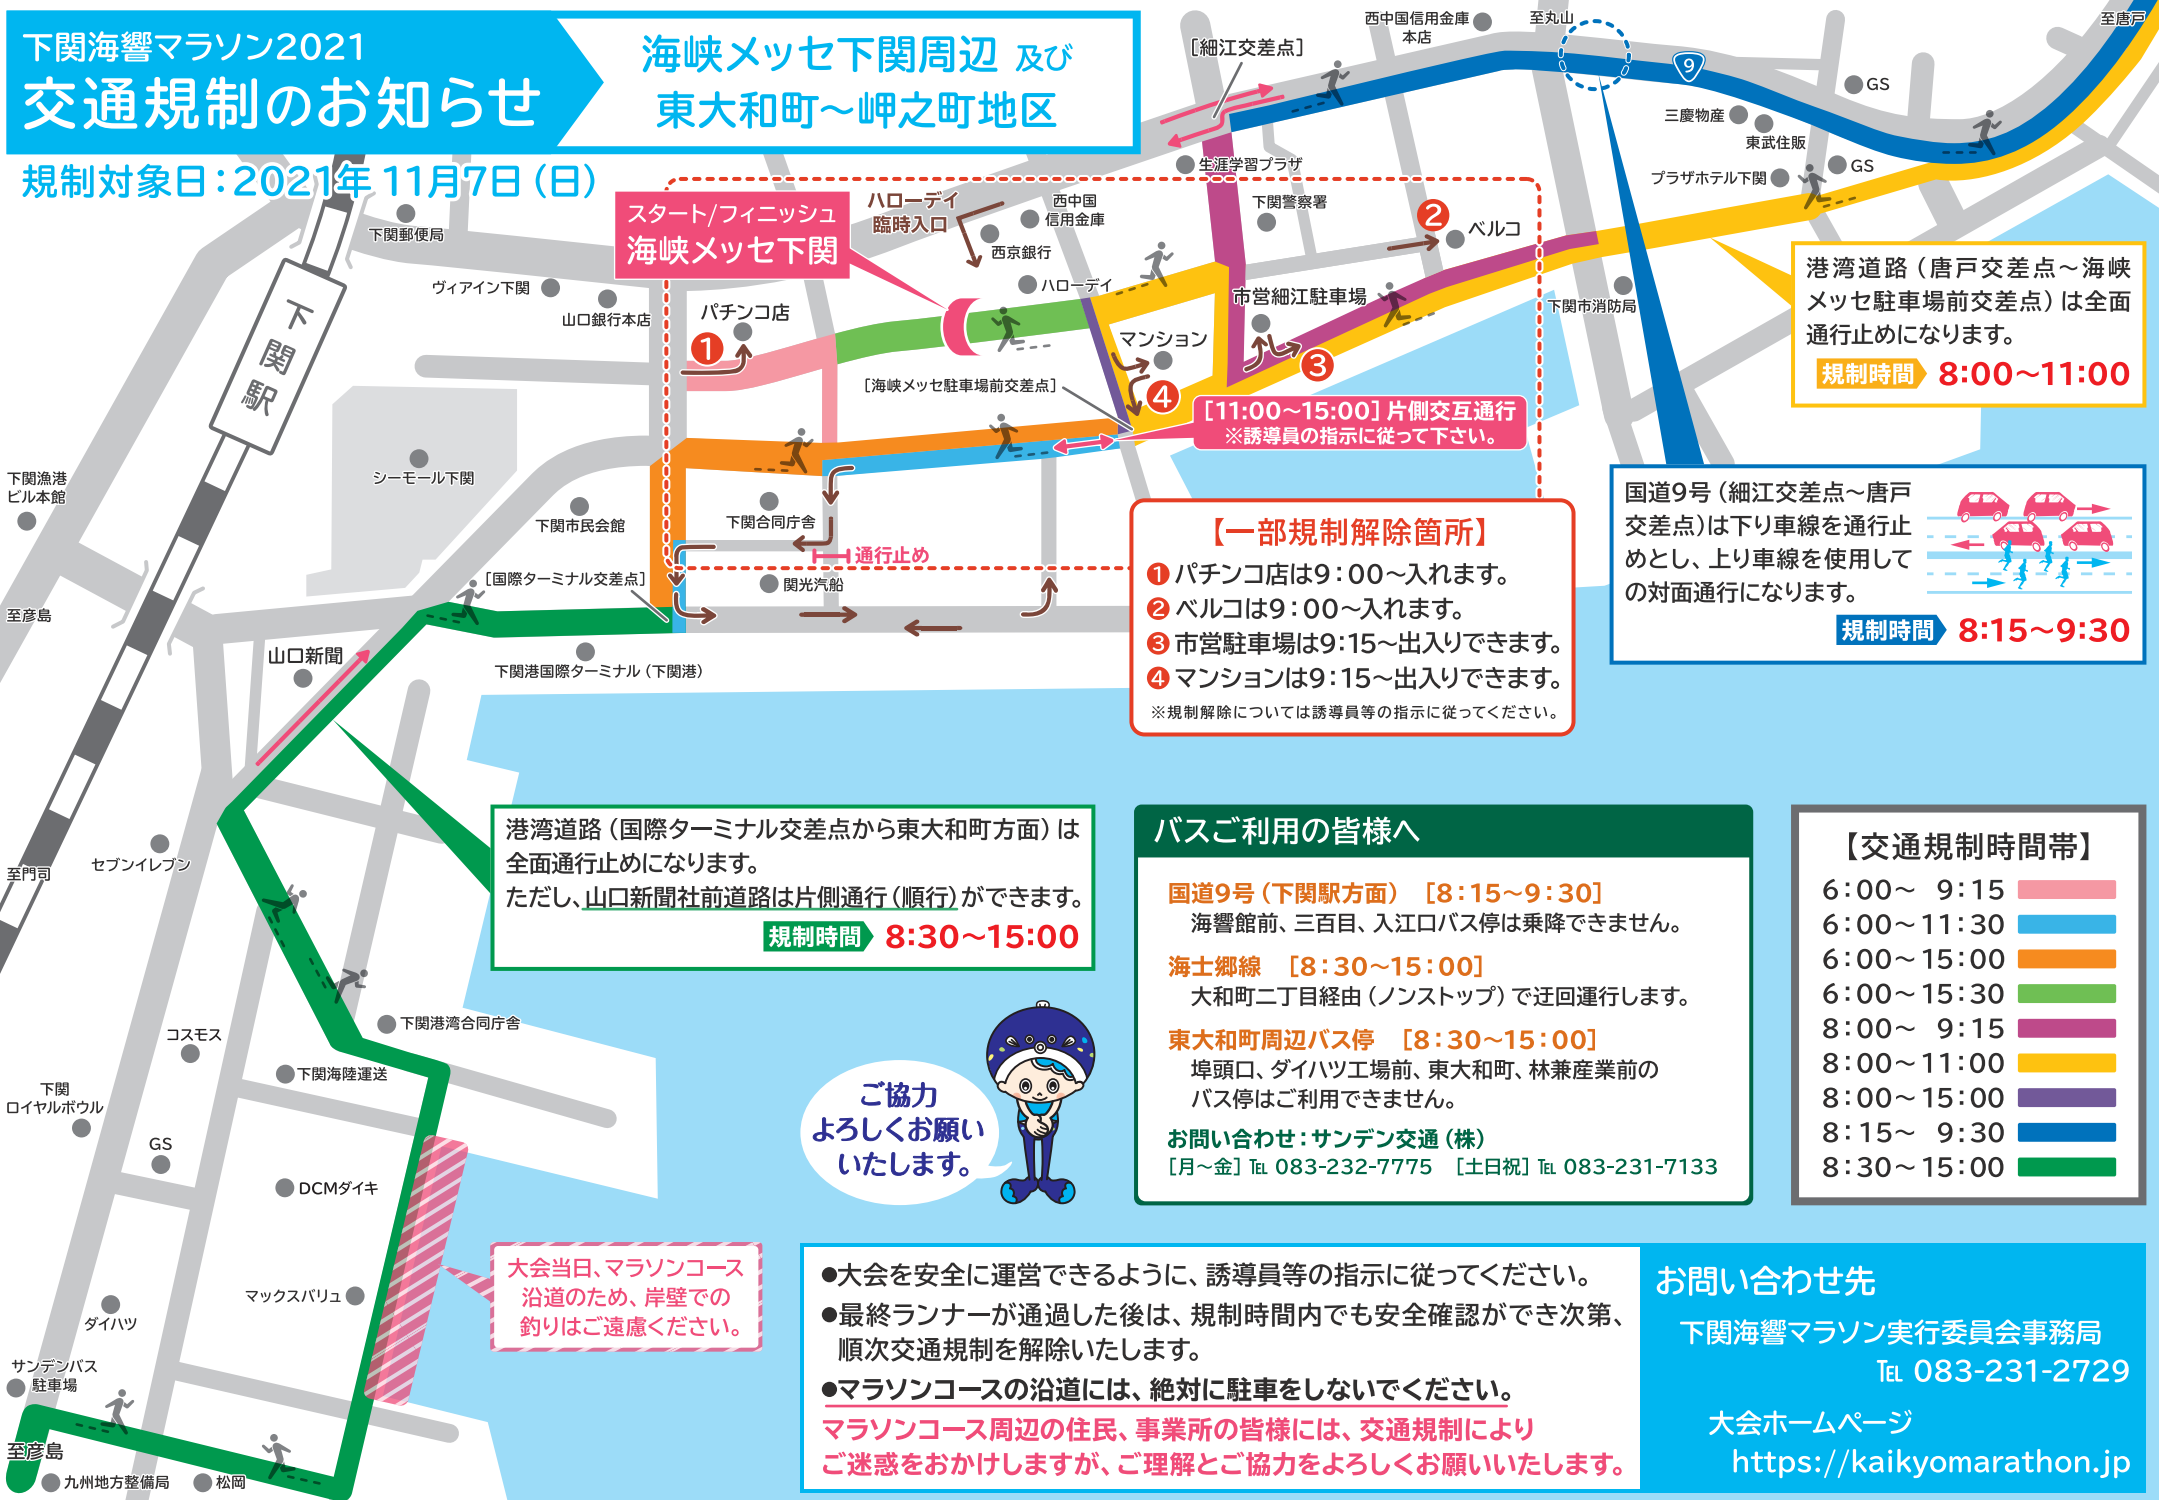 下関海響マラソン2021
交通規制のお知らせ
海峡メッセ下関周辺 及び
東大和町～岬之町地区
規制対象日：2021年 11月7日（日）
スタート/フィニッシュ
海峡メッセ下関
ハローデイ
臨時入口
西中国
信用金庫
西京銀行
ハローデイ
[細江交差点]
西中国信用金庫
本店
至丸山
至唐戸
9
GS
三慶物産
東武住販
GS
プラザホテル下関
生涯学習プラザ
下関警察署
2
ベルコ
下関市消防局
下関郵便局
ヴィアイン下関
山口銀行本店
パチンコ店
1
下関駅
マンション
市営細江駐車場
3
4
[海峡メッセ駐車場前交差点]
[11:00～15:00] 片側交互通行
※誘導員の指示に従って下さい。
港湾道路（唐戸交差点～海峡
メッセ駐車場前交差点）は全面
通行止めになります。
規制時間 8:00～11:00
国道9号（細江交差点～唐戸
交差点）は下り車線を通行止
めとし、上り車線を使用して
の対面通行になります。
規制時間 8:15～9:30
下関漁港
ビル本館
シーモール下関
下関市民会館
下関合同庁舎
通行止め
関光汽船
[国際ターミナル交差点]
下関港国際ターミナル（下関港）
至彦島
山口新聞
【一部規制解除箇所】
1 パチンコ店は9：00～入れます。
2 ベルコは9：00～入れます。
3 市営駐車場は9：15～出入りできます。
4 マンションは9：15～出入りできます。
※規制解除については誘導員等の指示に従ってください。
港湾道路（国際ターミナル交差点から東大和町方面）は
全面通行止めになります。
ただし、山口新聞社前道路は片側通行（順行）ができます。
規制時間 8:30～15:00
至門司
セブンイレブン
コスモス
下関港湾合同庁舎
下関海陸運送
下関
ロイヤルボウル
GS
DCMダイキ
マックスバリュ
ダイハツ
サンデンバス
駐車場
至彦島
九州地方整備局
松岡
大会当日、マラソンコース
沿道のため、岸壁での
釣りはご遠慮ください。
ご協力
よろしくお願い
いたします。
バスご利用の皆様へ
国道9号（下関駅方面） [8：15～9：30]
海響館前、三百目、入江口バス停は乗降できません。
海士郷線 [8：30～15：00]
大和町二丁目経由（ノンストップ）で迂回運行します。
東大和町周辺バス停 [8：30～15：00]
埠頭口、ダイハツ工場前、東大和町、林兼産業前の
バス停はご利用できません。
お問い合わせ：サンデン交通（株）
[月～金] ℡ 083-232-7775 [土日祝] ℡ 083-231-7133
【交通規制時間帯】
6：00～ 9：15
6：00～11：30
6：00～15：00
6：00～15：30
8：00～ 9：15
8：00～11：00
8：00～15：00
8：15～ 9：30
8：30～15：00
●大会を安全に運営できるように、誘導員等の指示に従ってください。
●最終ランナーが通過した後は、規制時間内でも安全確認ができ次第、
順次交通規制を解除いたします。
●マラソンコースの沿道には、絶対に駐車をしないでください。
マラソンコース周辺の住民、事業所の皆様には、交通規制により
ご迷惑をおかけしますが、ご理解とご協力をよろしくお願いいたします。
お問い合わせ先
下関海響マラソン実行委員会事務局
℡ 083-231-2729
大会ホームページ
https://kaikyomarathon.jp